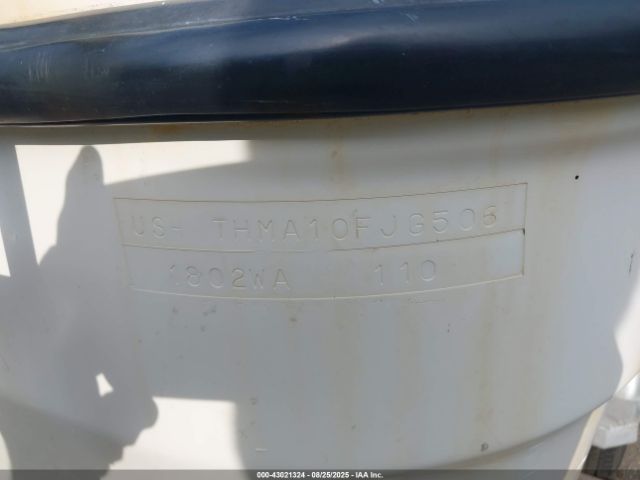 US- THMA10FJG506
1802WA 110
000-43021324 - 08/25/2025 - IAA Inc.